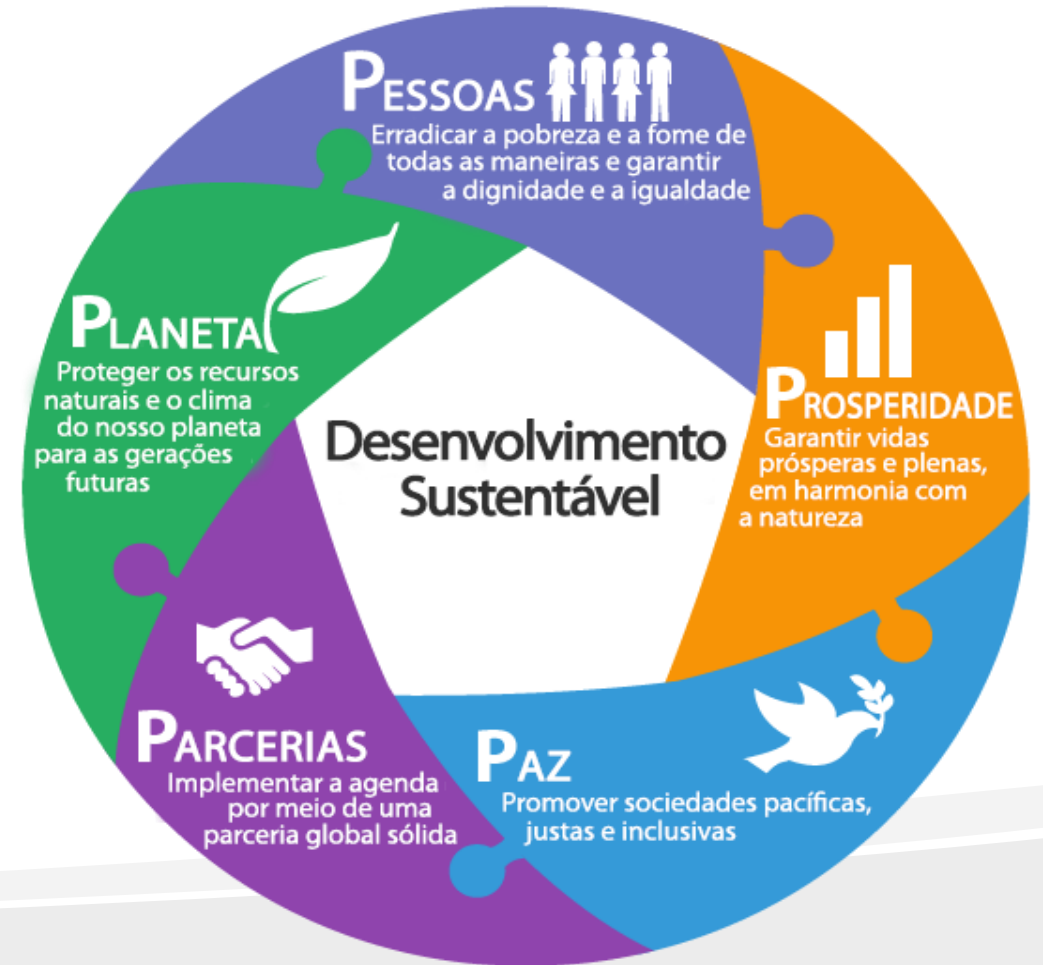 PESSOAS
Erradicar a pobreza e a fome de
todas as maneiras e garantir
a dignidade e a igualdade
PLANETA
Proteger os recursos
naturais e o clima
do nosso planeta
para as gerações
futuras
Desenvolvimento
Sustentável
PROSPERIDADE
Garantir vidas
prósperas e plenas,
em harmonia com
a natureza
PARCERIAS
Implementar a agenda
por meio de uma
parceria global sólida
PAZ
Promover sociedades pacíficas,
justas e inclusivas